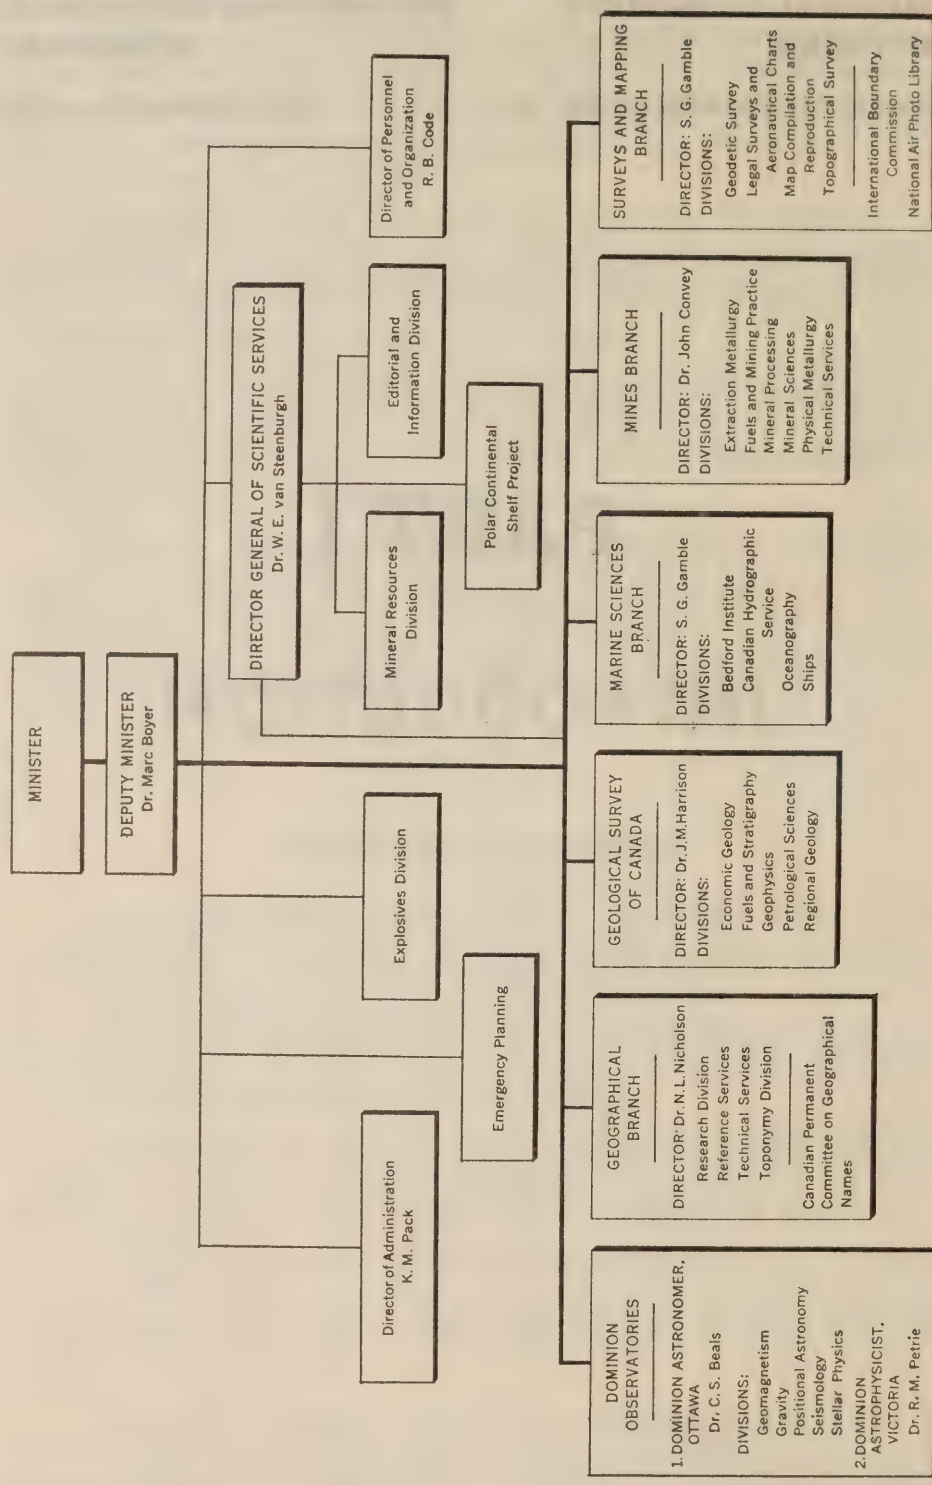 MINISTER
DEPUTY MINISTER
Dr. Marc Boyer
DIRECTOR GENERAL OF SCIENTIFIC SERVICES
Dr. W. E. van Steenburgh
Director of Administration
K. M. Pack
Explosives Division
Mineral Resources
Division
Editorial and
Information Division
Director of Personnel
and Organization
R. B. Code
Emergency Planning
Polar Continental
Shelf Project
DOMINION
OBSERVATORIES
1. DOMINION ASTRONOMER,
OTTAWA
Dr. C. S. Beals
DIVISIONS:
Geomagnetism
Gravity
Positional Astronomy
Seismology
Stellar Physics
2. DOMINION
ASTROPHYSICIST,
VICTORIA
Dr. R. M. Petrie
GEOGRAPHICAL
BRANCH
DIRECTOR: Dr. N. L. Nicholson
Research Division
Reference Services
Technical Services
Toponymy Division
Canadian Permanent
Committee on Geographical
Names
GEOLOGICAL SURVEY
OF CANADA
DIRECTOR: Dr. J. M. Harrison
DIVISIONS:
Economic Geology
Fuels and Stratigraphy
Geophysics
Petrological Sciences
Regional Geology
MARINE SCIENCES
BRANCH
DIRECTOR: S. G. Gamble
DIVISIONS:
Bedford Institute
Canadian Hydrographic
Service
Oceanography
Ships
MINES BRANCH
DIRECTOR: Dr. John Convey
DIVISIONS:
Extraction Metallurgy
Fuels and Mining Practice
Mineral Processing
Mineral Sciences
Physical Metallurgy
Technical Services
SURVEYS AND MAPPING
BRANCH
DIRECTOR: S. G. Gamble
DIVISIONS:
Geodetic Survey
Legal Surveys and
Aeronautical Charts
Map Compilation and
Reproduction
Topographical Survey
International Boundary
Commission
National Air Photo Library